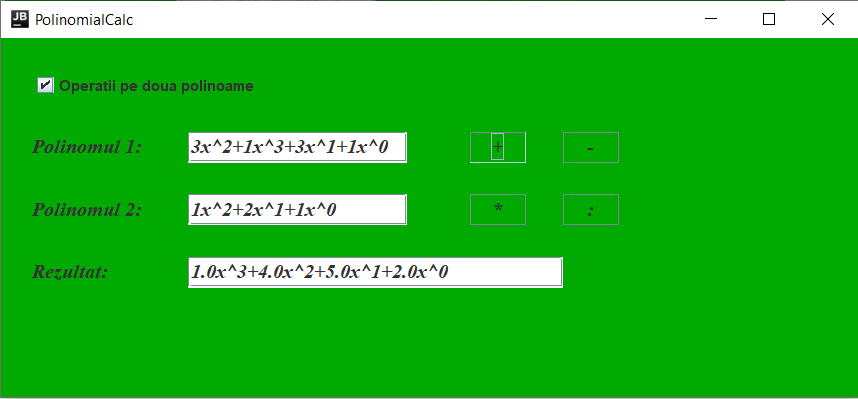 JB PolinomialCalc
Operatii pe doua polinoame
Polinomul 1: 3x^2+1x^3+3x^1+1x^0 + -
Polinomul 2: 1x^2+2x^1+1x^0 * :
Rezultat: 1.0x^3+4.0x^2+5.0x^1+2.0x^0